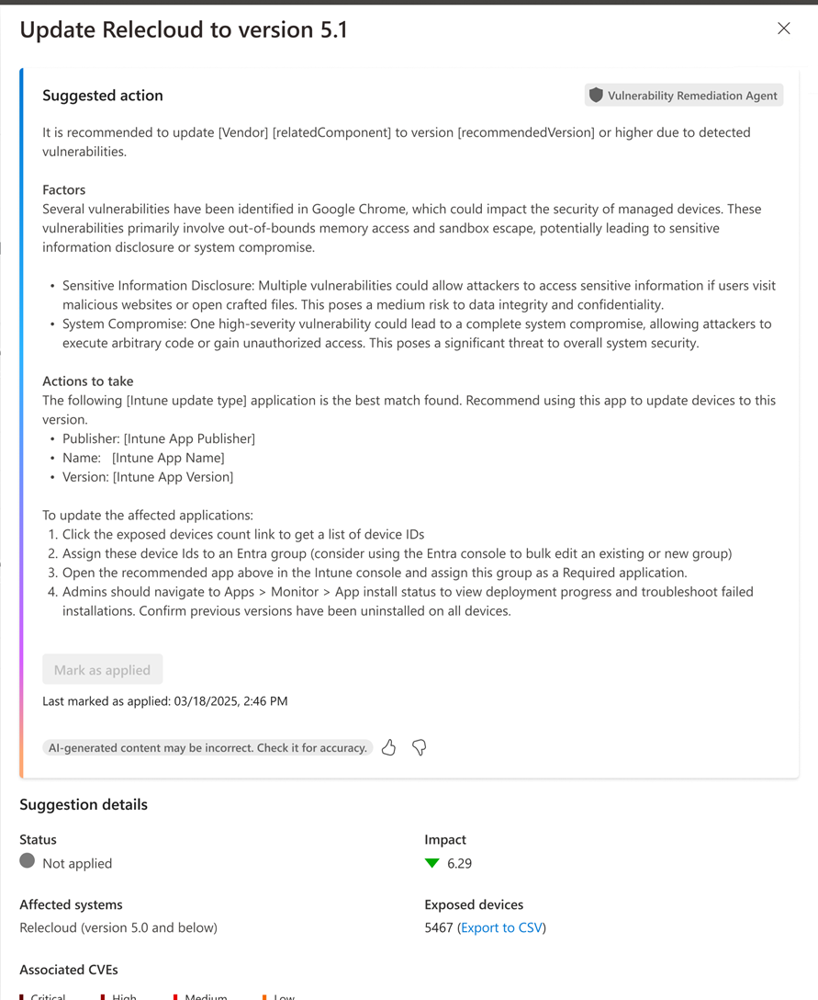 Update Relecloud to version 5.1
Suggested action
Vulnerability Remediation Agent
It is recommended to update [Vendor] [relatedComponent] to version [recommendedVersion] or higher due to detected
vulnerabilities.
Factors
Several vulnerabilities have been identified in Google Chrome, which could impact the security of managed devices. These
vulnerabilities primarily involve out-of-bounds memory access and sandbox escape, potentially leading to sensitive
information disclosure or system compromise.
• Sensitive Information Disclosure: Multiple vulnerabilities could allow attackers to access sensitive information if users visit
malicious websites or open crafted files. This poses a medium risk to data integrity and confidentiality.
• System Compromise: One high-severity vulnerability could lead to a complete system compromise, allowing attackers to
execute arbitrary code or gain unauthorized access. This poses a significant threat to overall system security.
Actions to take
The following [Intune update type] application is the best match found. Recommend using this app to update devices to this
version.
• Publisher: [Intune App Publisher]
• Name: [Intune App Name]
• Version: [Intune App Version]
To update the affected applications:
1. Click the exposed devices count link to get a list of device IDs
2. Assign these device Ids to an Entra group (consider using the Entra console to bulk edit an existing or new group)
3. Open the recommended app above in the Intune console and assign this group as a Required application.
4. Admins should navigate to Apps > Monitor > App install status to view deployment progress and troubleshoot failed
installations. Confirm previous versions have been uninstalled on all devices.
Mark as applied
Last marked as applied: 03/18/2025, 2:46 PM
AI-generated content may be incorrect. Check it for accuracy.
Suggestion details
Status
Not applied
Impact
6.29
Affected systems
Relecloud (version 5.0 and below)
Exposed devices
5467 (Export to CSV)
Associated CVEs
Critical High Medium Low